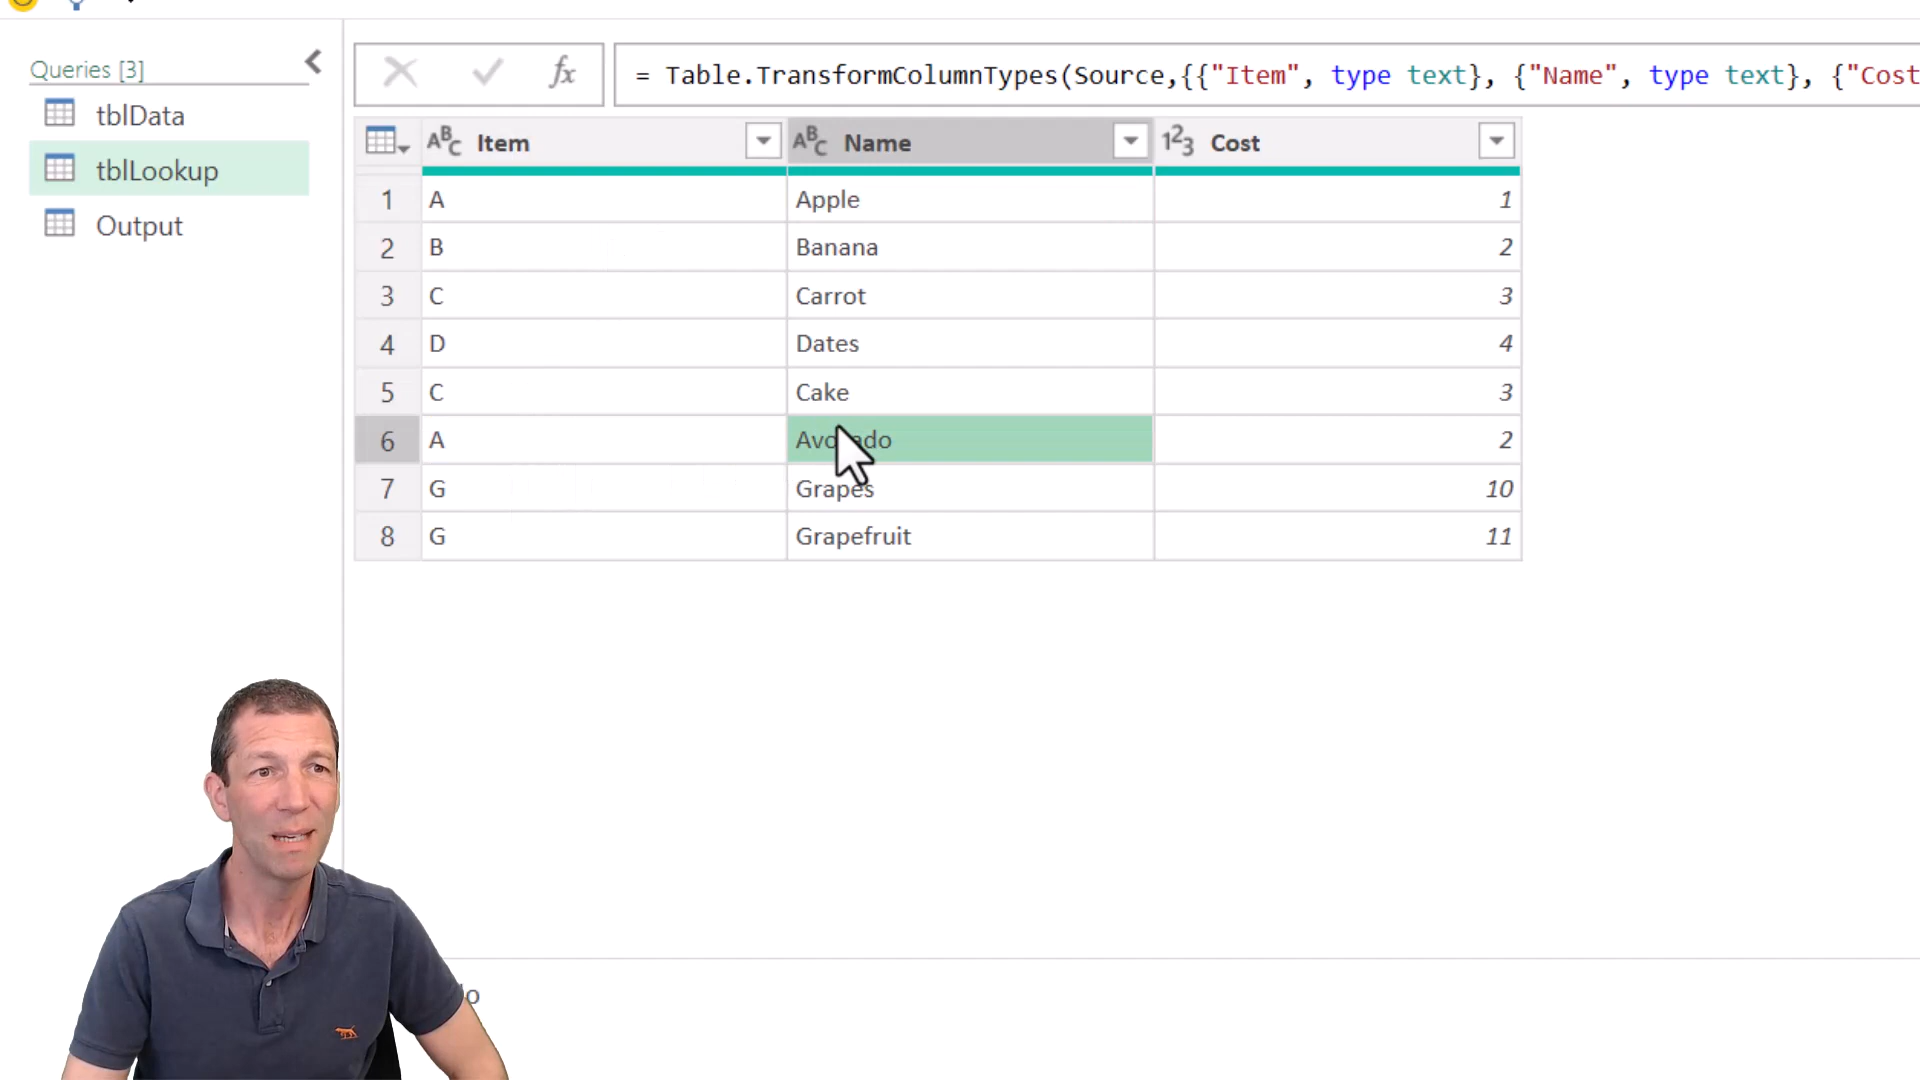 Queries [3]
tblData
tblLookup
Output
= Table.TransformColumnTypes(Source,{{"Item", type text}, {"Name", type text}, {"Cost
Item Name Cost
1 A Apple 1
2 B Banana 2
3 C Carrot 3
4 D Dates 4
5 C Cake 3
6 A Avocado 2
7 G Grapes 10
8 G Grapefruit 11